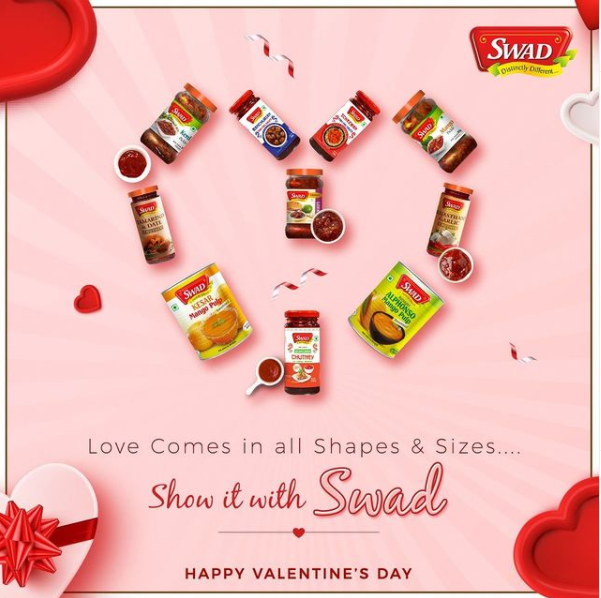 SWAD
Distinctly Different...
SWAD
SWAD
SWAD
SWAD
SWAD
SWAD
TAMARIND
& DATE
SWAD
SWAD
KESAR
Mango Pulp
SWAD
ALPHONSO
Mango Pulp
SWAD
CHUTNEY
Love Comes in all Shapes & Sizes....
Show it with Swad
HAPPY VALENTINE'S DAY